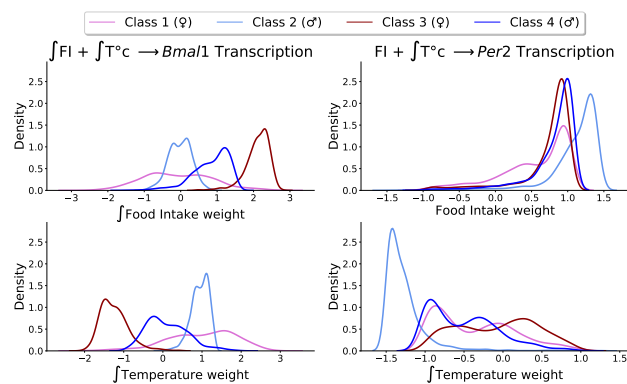 Class 1 (♀) Class 2 (♂) Class 3 (♀) Class 4 (♂)
∫FI + ∫T°c ⟶Bmal1 Transcription
FI + ∫T°c ⟶Per2 Transcription
Density
2.5
2.0
1.5
1.0
0.5
0.0
−3 −2 −1 0 1 2 3
∫Food Intake weight
Density
2.5
2.0
1.5
1.0
0.5
0.0
−1.5 −1.0 −0.5 0.0 0.5 1.0 1.5
Food Intake weight
Density
2.5
2.0
1.5
1.0
0.5
0.0
−2 −1 0 1 2 3
∫Temperature weight
Density
2.5
2.0
1.5
1.0
0.5
0.0
−1.5 −1.0 −0.5 0.0 0.5 1.0 1.5
∫Temperature weight